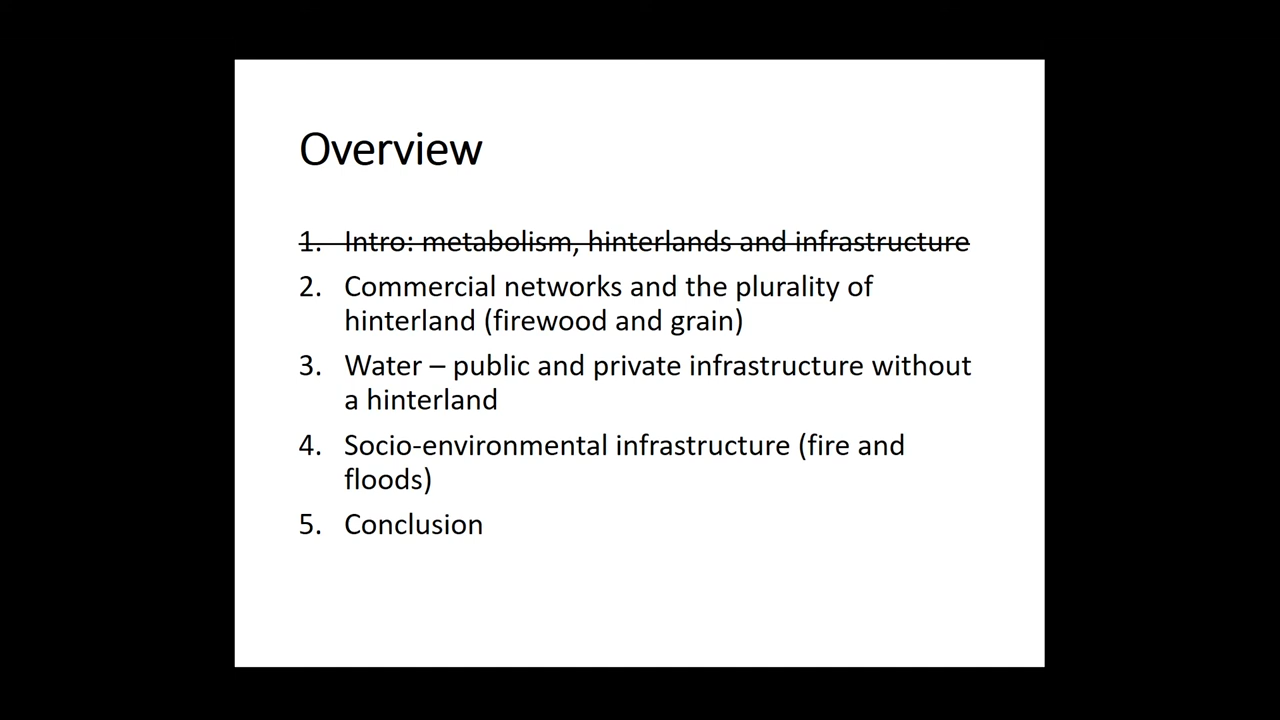 Overview
1. Intro: metabolism, hinterlands and infrastructure
2. Commercial networks and the plurality of
hinterland (firewood and grain)
3. Water – public and private infrastructure without
a hinterland
4. Socio-environmental infrastructure (fire and
floods)
5. Conclusion